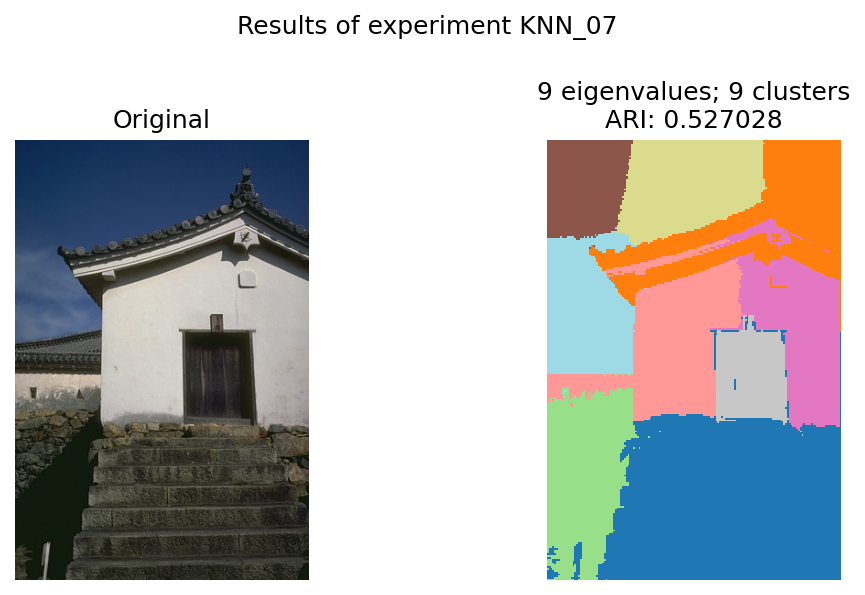 Results of experiment KNN_07
Original
9 eigenvalues; 9 clusters
ARI: 0.527028